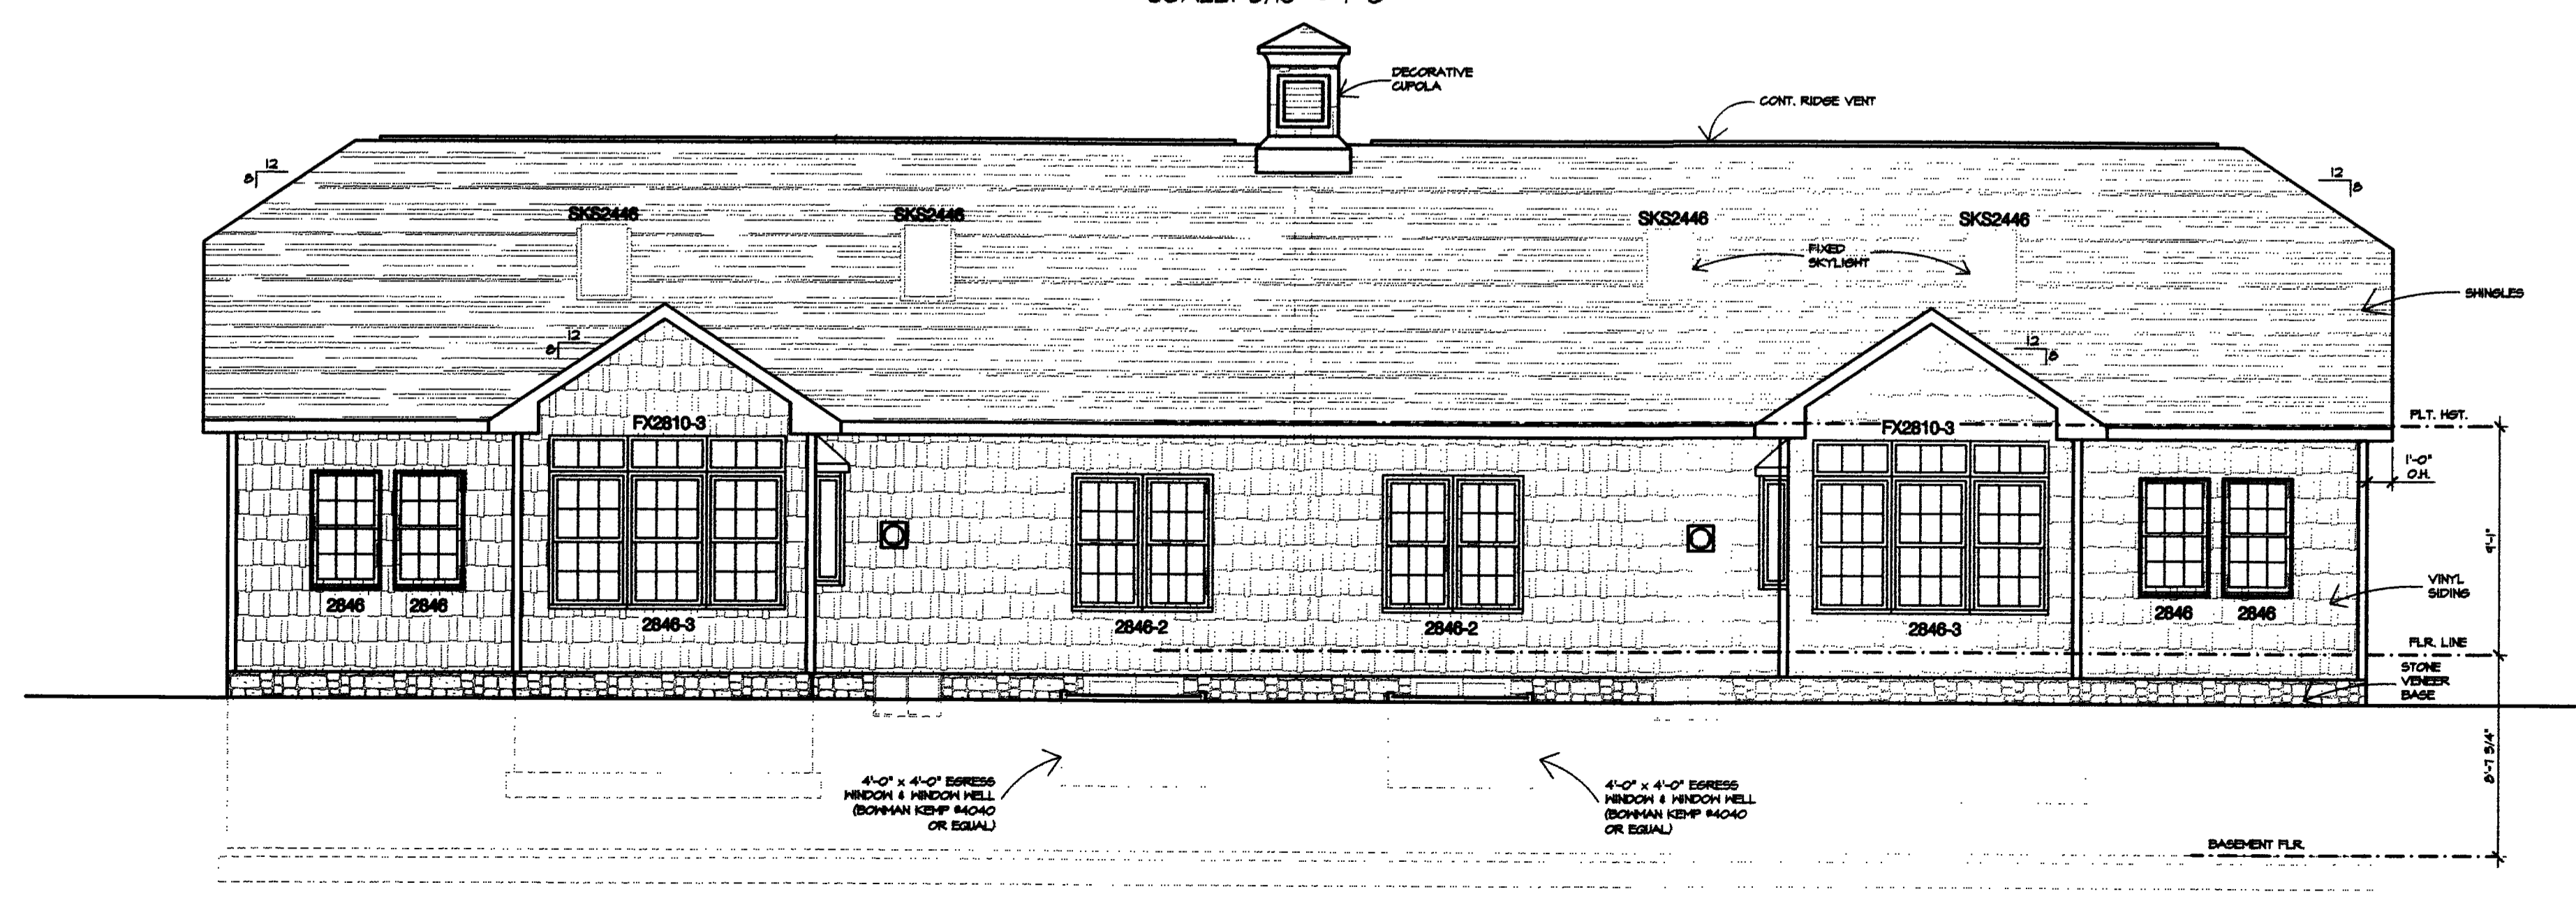 DECORATIVE
CUPOLA
CONT. RIDGE VENT
12
8
12
8
SKS2446
SKS2446
SKS2446
SKS2446
FIXED
SKYLIGHT
SHINGLES
12
8
12
8
PLT. HGT.
FX2810-3
FX2810-3
1'-0"
O.H.
9'-1"
VINYL
SIDING
2846
2846
2846-3
2846-2
2846-2
2846-3
2846
2846
FLR. LINE
STONE
VENEER
BASE
8'-7 3/4"
4'-0" x 4'-0" EGRESS
WINDOW & WINDOW WELL
(BOWMAN KEMP #4040
OR EQUAL)
4'-0" x 4'-0" EGRESS
WINDOW & WINDOW WELL
(BOWMAN KEMP #4040
OR EQUAL)
BASEMENT FLR.